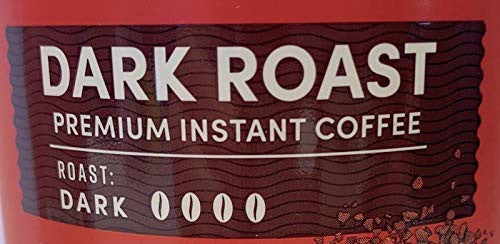 DARK ROAST
PREMIUM INSTANT COFFEE
ROAST:
DARK